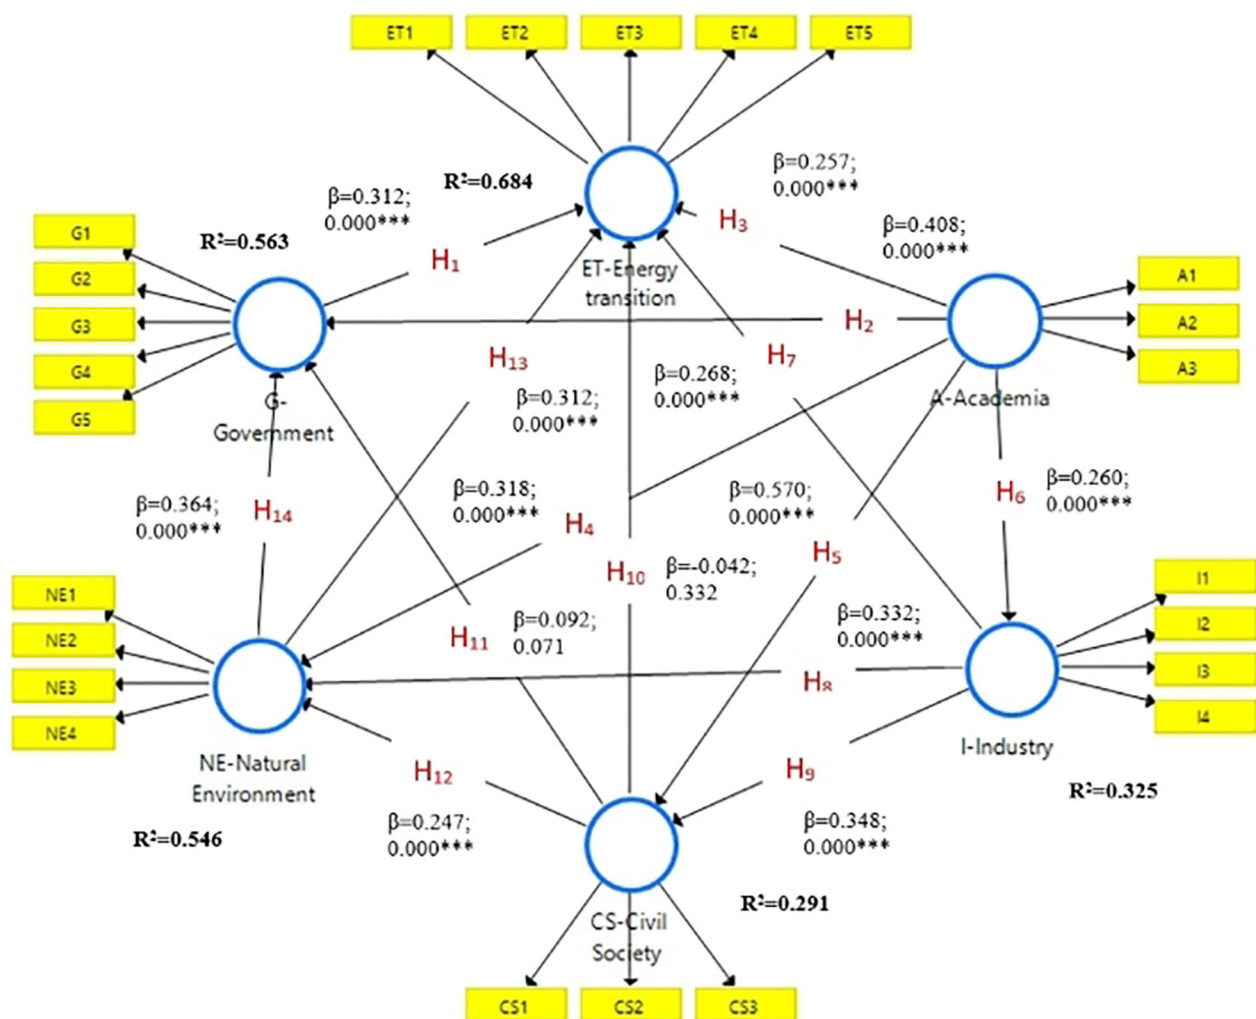 ET1
ET2
ET3
ET4
ET5
β=0.257;
0.000***
R²=0.684
β=0.312;
0.000***
G1
G2
G3
G4
G5
R²=0.563
H₁
H₃
β=0.408;
0.000***
ET-Energy
transition
A1
A2
A3
H₂
H₁₃
H₇
β=0.268;
0.000***
A-Academia
G-
Government
β=0.312;
0.000***
β=0.364;
0.000***
H₁₄
β=0.318;
0.000***
H₄
β=0.570;
0.000***
H₅
H₆
β=0.260;
0.000***
H₁₀
β=-0.042;
0.332
NE1
NE2
NE3
NE4
H₁₁
β=0.092;
0.071
β=0.332;
0.000***
I1
I2
I3
I4
H₈
NE-Natural
Environment
H₁₂
H₉
I-Industry
R²=0.325
R²=0.546
β=0.247;
0.000***
β=0.348;
0.000***
R²=0.291
CS-Civil
Society
CS1
CS2
CS3